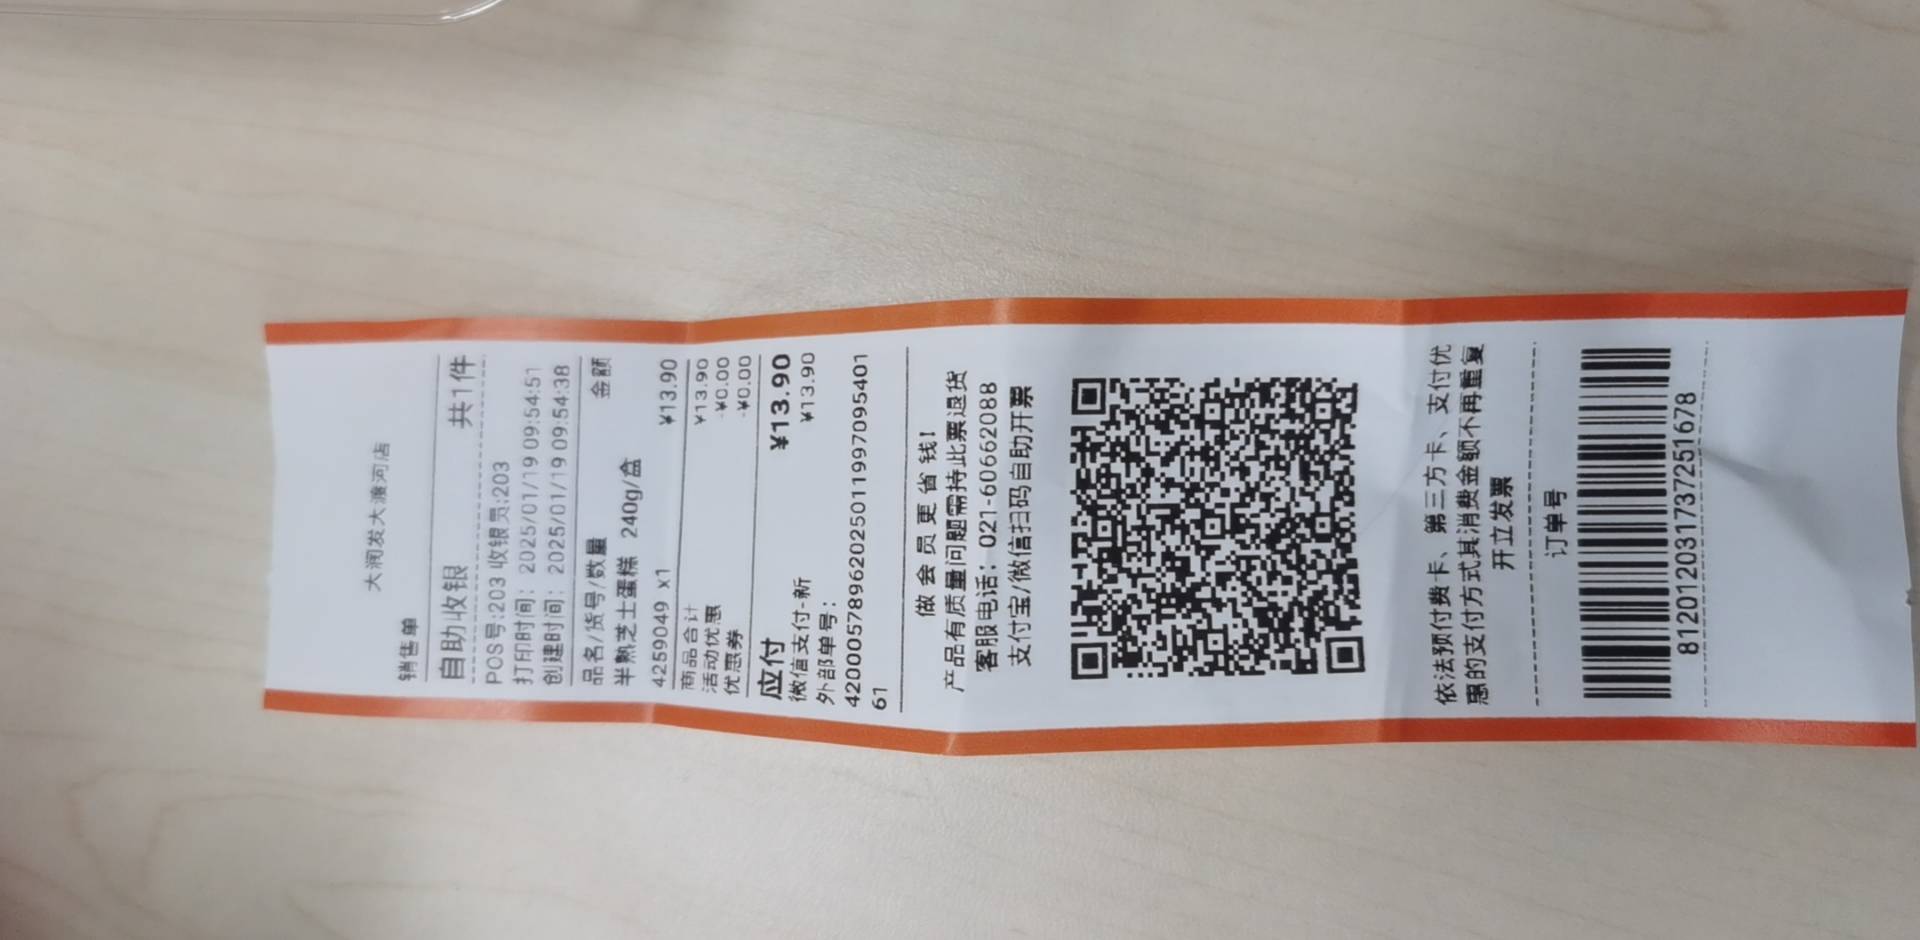 大润发大渡河店
销售单
自助收银 共1件
POS号:203 收银员:203
打印时间: 2025/01/19 09:54:51
创建时间: 2025/01/19 09:54:38
品名/货号/数量 金额
半熟芝士蛋糕 240g/盒
4259049 x1 ¥13.90
商品合计 ¥13.90
活动优惠 -¥0.00
优惠券 -¥0.00
应付 ¥13.90
微信支付-新 ¥13.90
外部单号:
42000578962025011997095401
61
做会员更省钱!
产品有质量问题需持此票退货
客服电话: 021-60662088
支付宝/微信扫码自助开票
依法预付费卡、第三方卡、支付优
惠的支付方式其消费金额不再重复
开立发票
订单号
812012031737251678